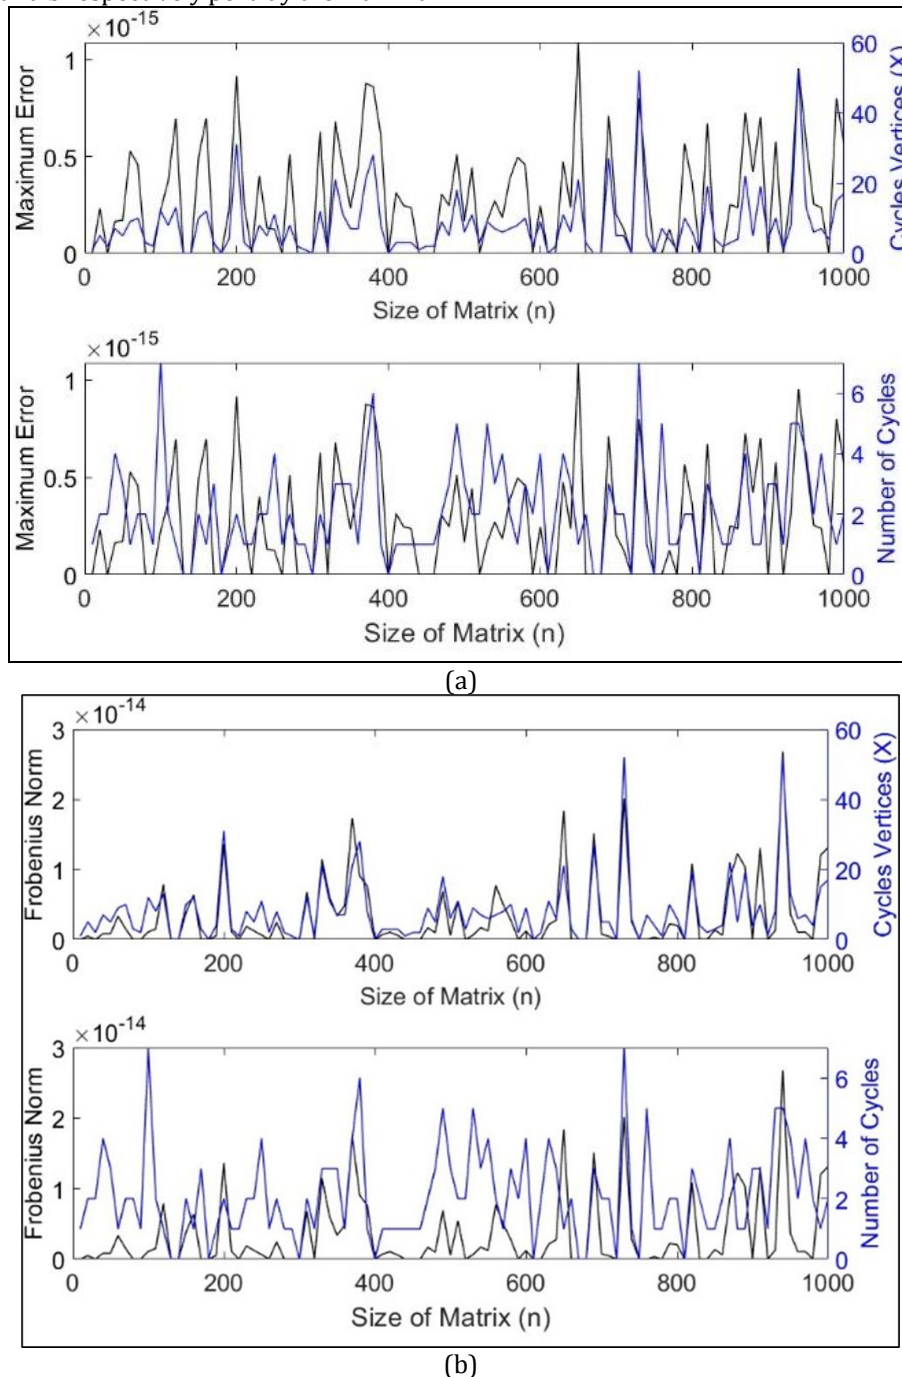 ×10⁻¹⁵
Maximum Error
1
0.5
0
60
40
20
0
Cycles Vertices (X)
0 200 400 600 800 1000
Size of Matrix (n)
×10⁻¹⁵
Maximum Error
1
0.5
0
6
4
2
0
Number of Cycles
0 200 400 600 800 1000
Size of Matrix (n)
(a)
×10⁻¹⁴
Frobenius Norm
3
2
1
0
60
40
20
0
Cycles Vertices (X)
0 200 400 600 800 1000
Size of Matrix (n)
×10⁻¹⁴
Frobenius Norm
3
2
1
0
6
4
2
0
Number of Cycles
0 200 400 600 800 1000
Size of Matrix (n)
(b)